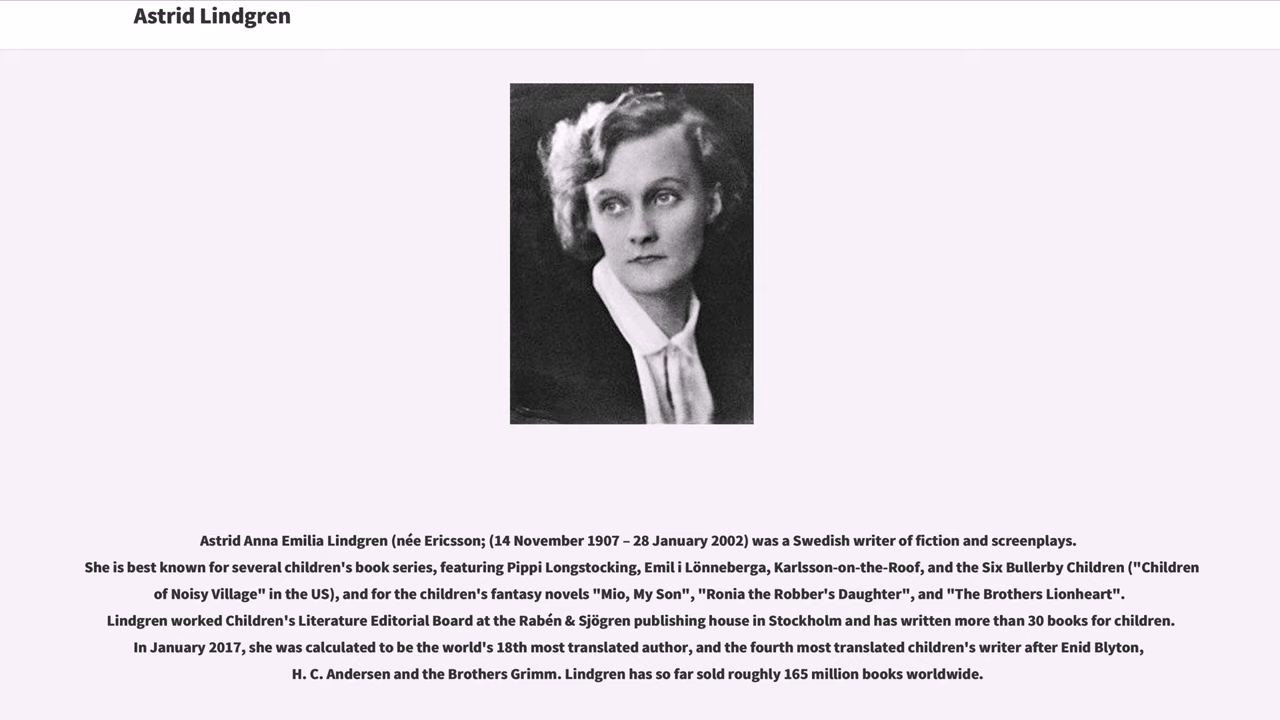 Astrid Lindgren
Astrid Anna Emilia Lindgren (née Ericsson; (14 November 1907 – 28 January 2002) was a Swedish writer of fiction and screenplays.
She is best known for several children's book series, featuring Pippi Longstocking, Emil i Lönneberga, Karlsson-on-the-Roof, and the Six Bullerby Children ("Children
of Noisy Village" in the US), and for the children's fantasy novels "Mio, My Son", "Ronia the Robber's Daughter", and "The Brothers Lionheart".
Lindgren worked Children's Literature Editorial Board at the Rabén & Sjögren publishing house in Stockholm and has written more than 30 books for children.
In January 2017, she was calculated to be the world's 18th most translated author, and the fourth most translated children's writer after Enid Blyton,
H. C. Andersen and the Brothers Grimm. Lindgren has so far sold roughly 165 million books worldwide.